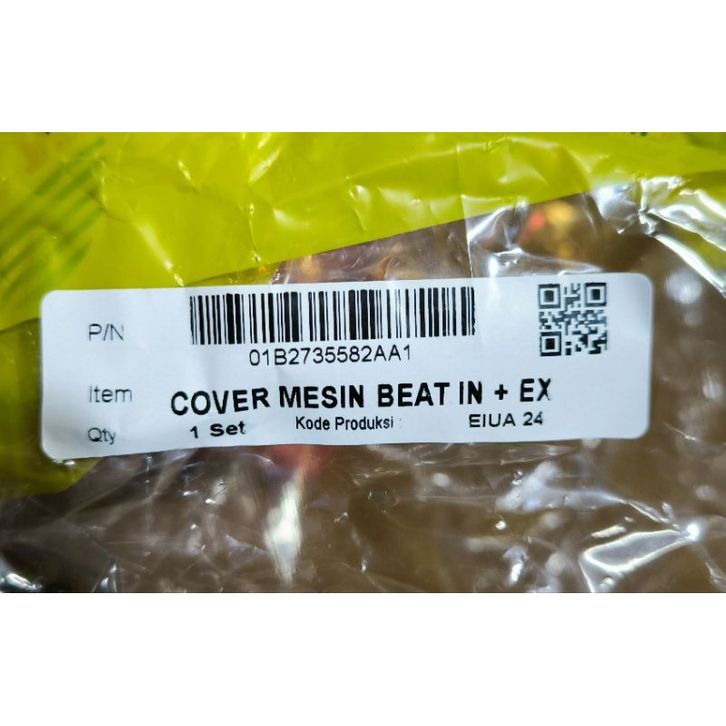 P/N
01B2735582AA1
Item COVER MESIN BEAT IN + EX
Qty 1 Set Kode Produksi : EIUA 24